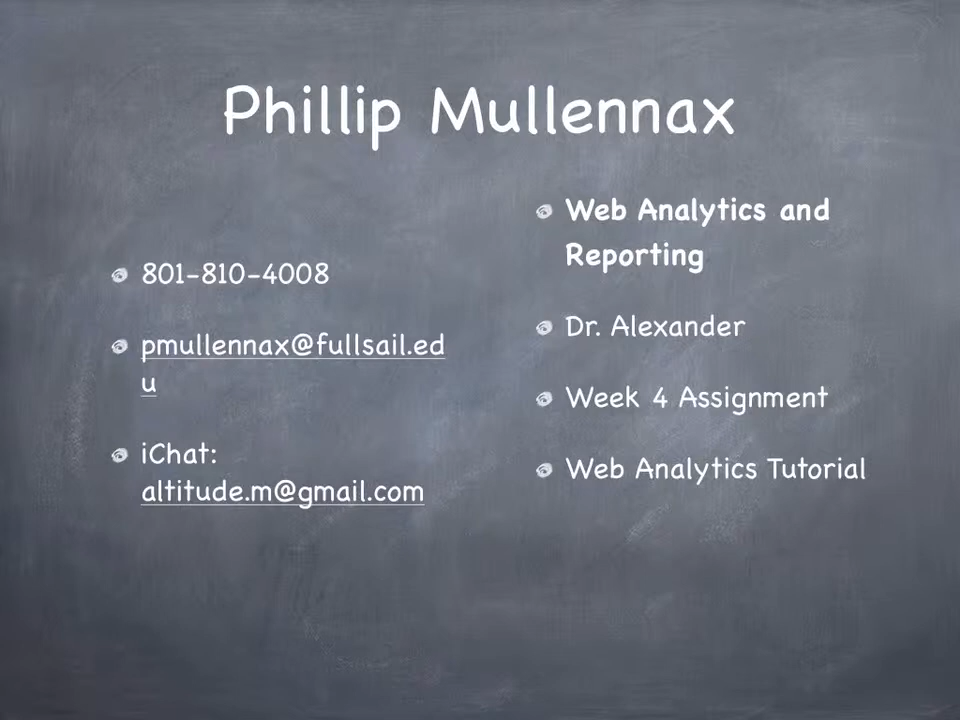 Phillip Mullennax
801-810-4008
pmullennax@fullsail.ed
u
iChat:
altitude.m@gmail.com
Web Analytics and
Reporting
Dr. Alexander
Week 4 Assignment
Web Analytics Tutorial